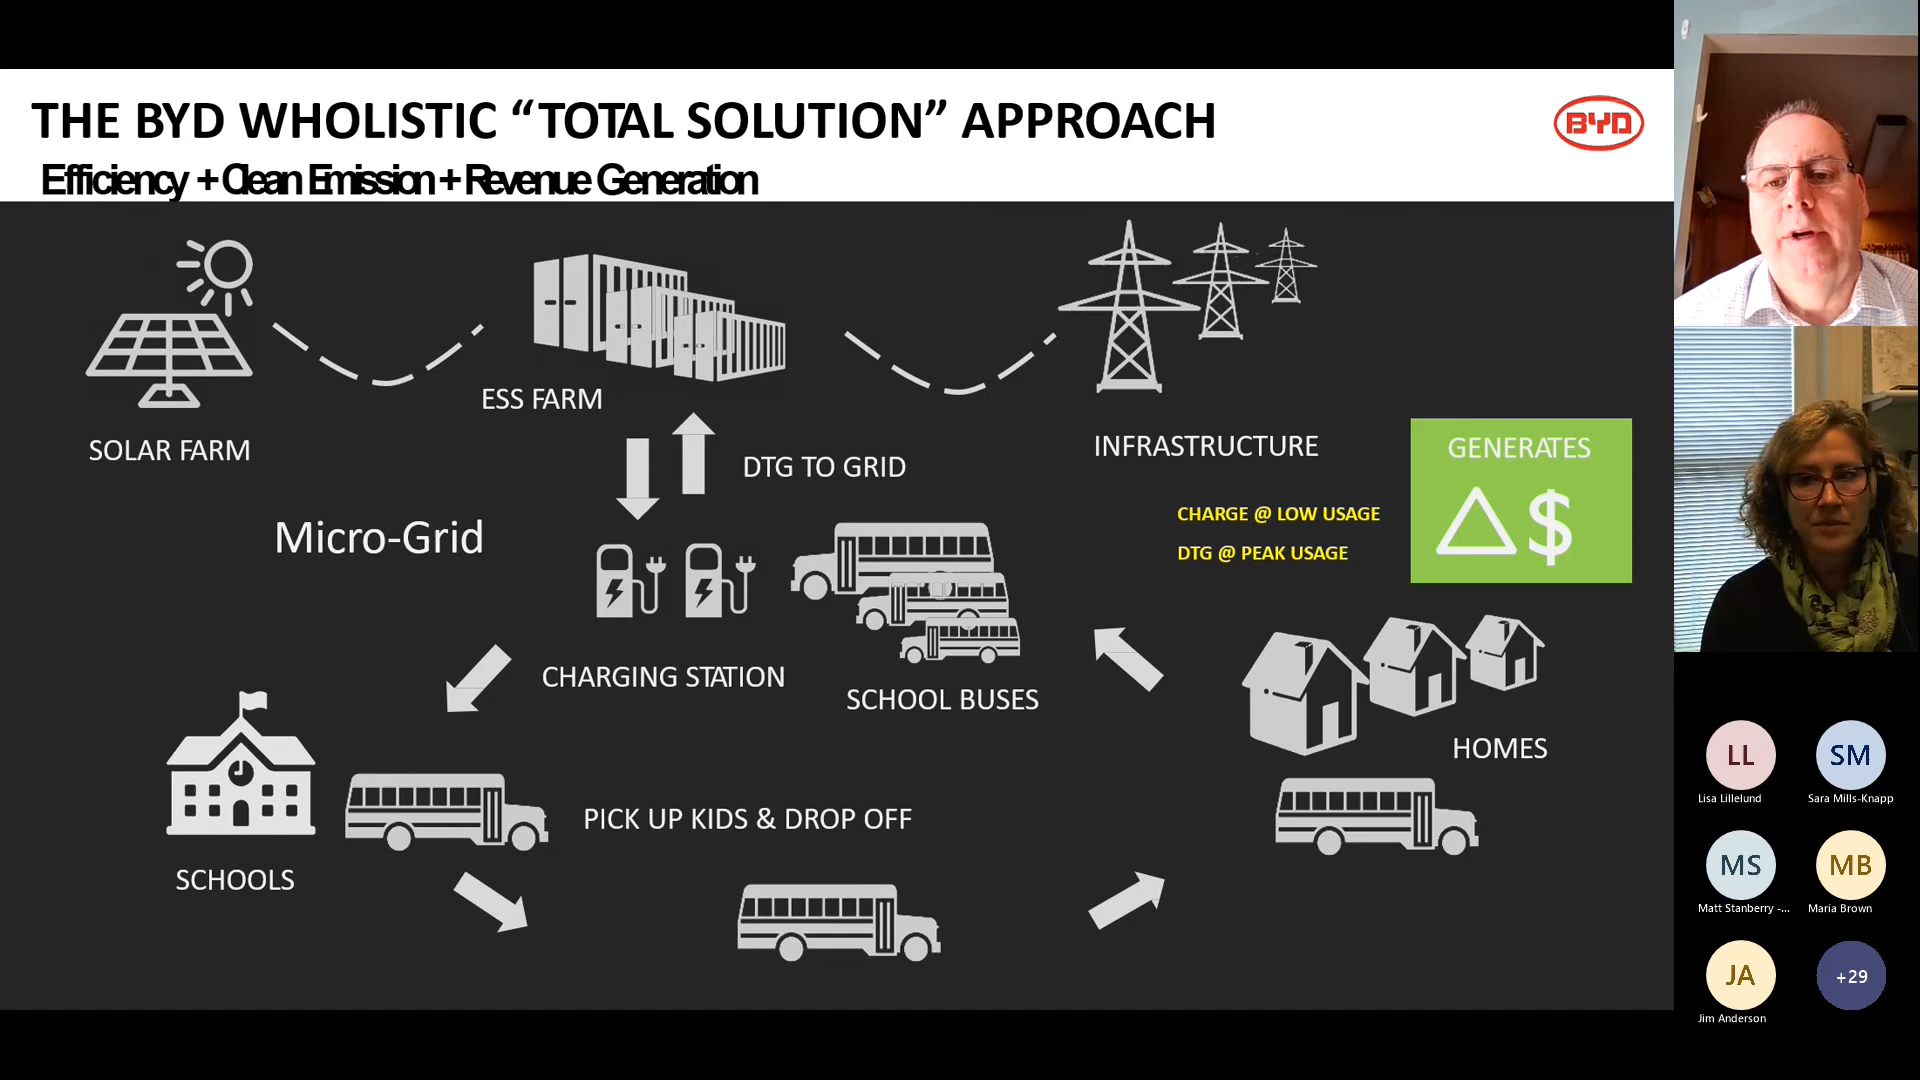 THE BYD WHOLISTIC “TOTAL SOLUTION” APPROACH
BYD
Efficiency + Clean Emission + Revenue Generation
SOLAR FARM
ESS FARM
INFRASTRUCTURE
DTG TO GRID
GENERATES
△$
CHARGE @ LOW USAGE
DTG @ PEAK USAGE
Micro-Grid
CHARGING STATION
SCHOOL BUSES
HOMES
PICK UP KIDS & DROP OFF
SCHOOLS
LL
Lisa Lillelund
SM
Sara Mills-Knapp
MS
Matt Stanberry -...
MB
Maria Brown
JA
Jim Anderson
+29